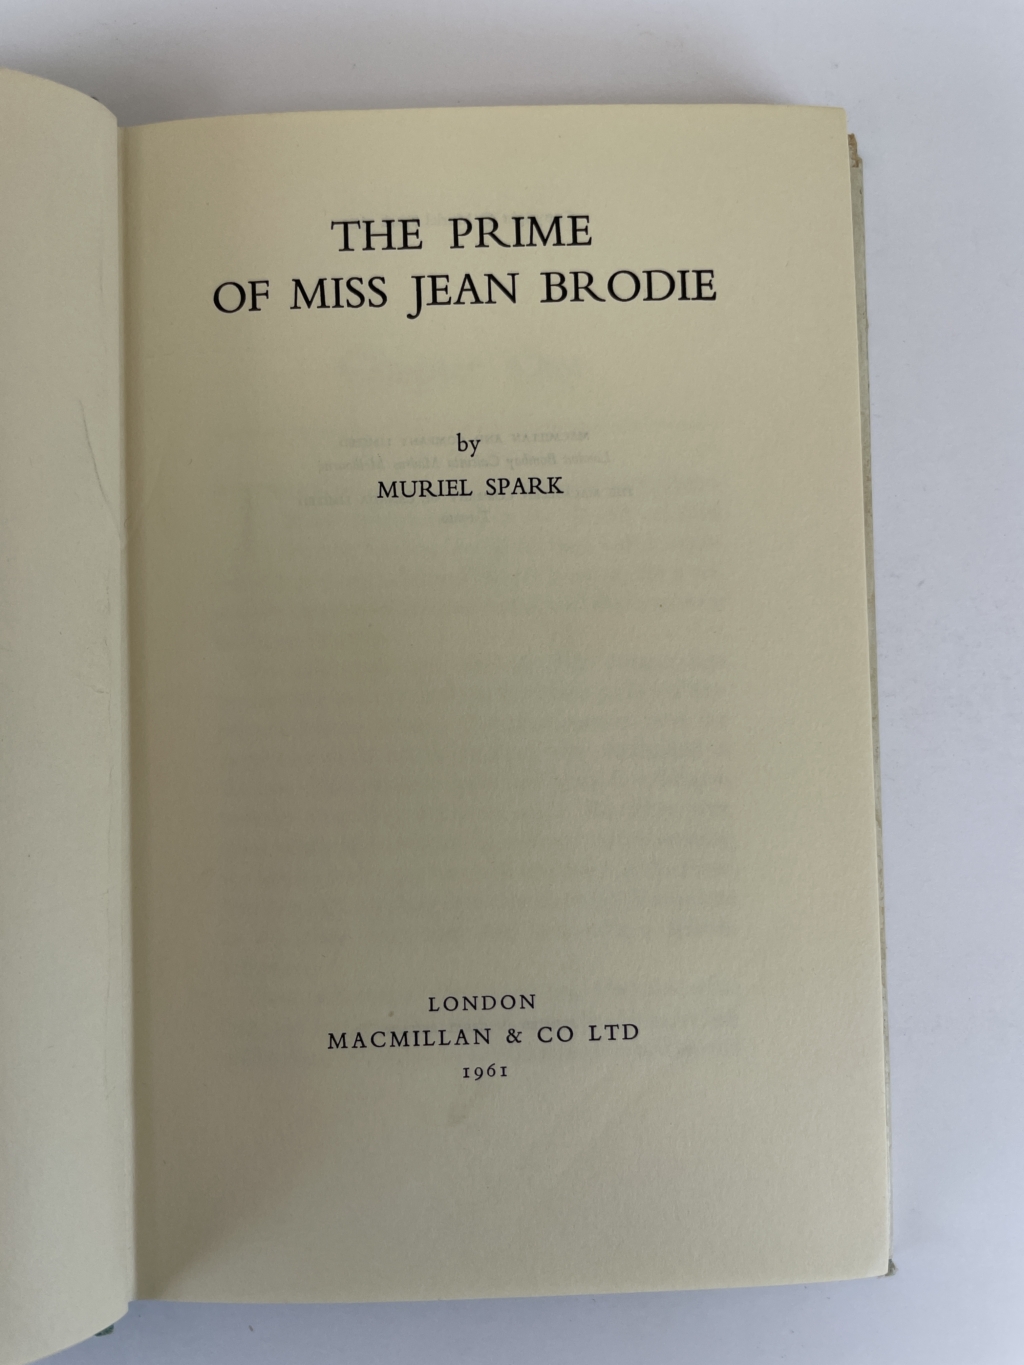 THE PRIME
OF MISS JEAN BRODIE
by
MURIEL SPARK
LONDON
MACMILLAN & CO LTD
1961